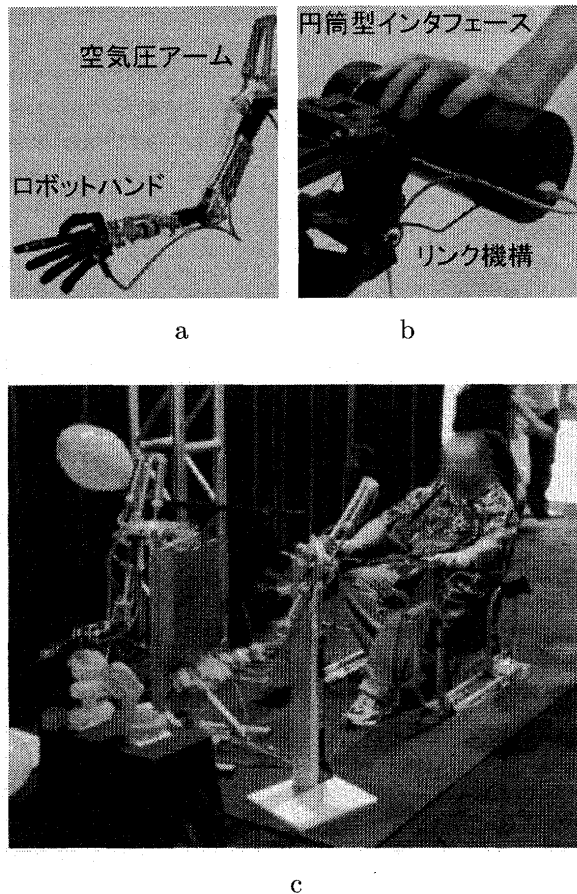 空気圧アーム
ロボットハンド
円筒型インタフェース
リンク機構
a
b
c